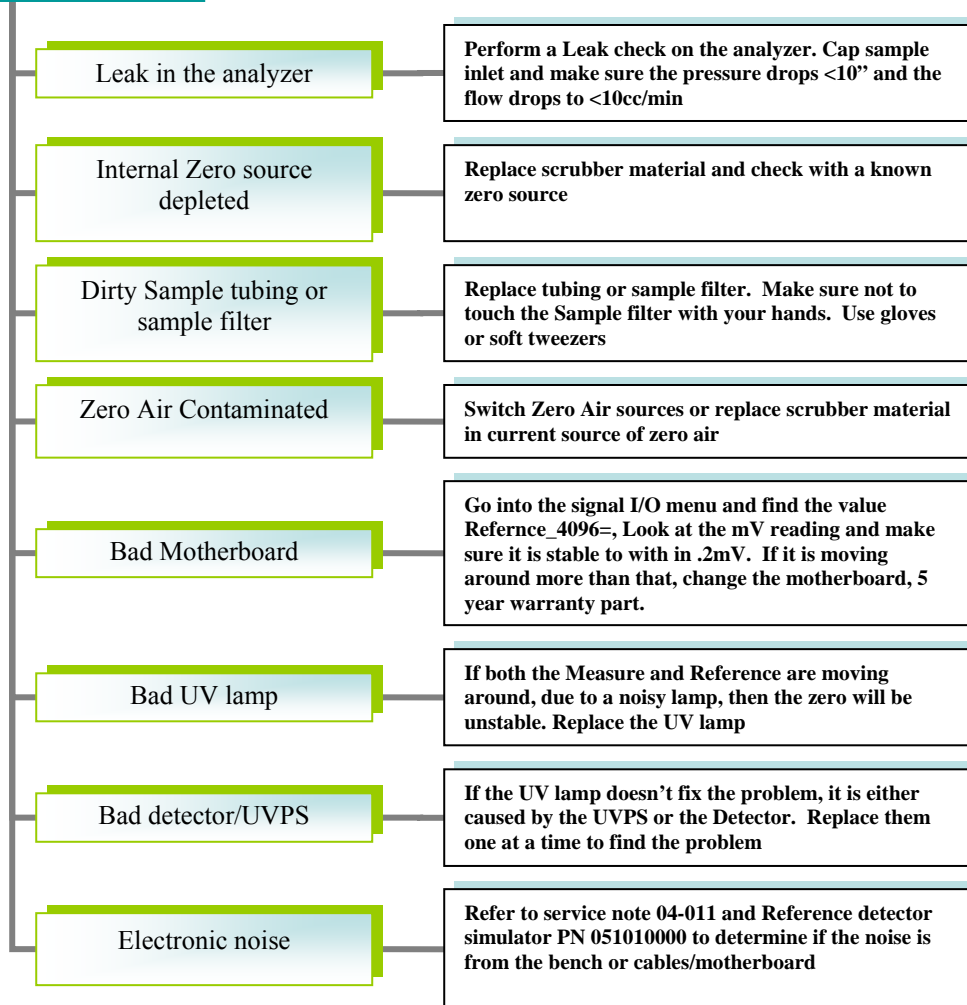 Leak in the analyzer
Perform a Leak check on the analyzer. Cap sample
inlet and make sure the pressure drops <10” and the
flow drops to <10cc/min
Internal Zero source
depleted
Replace scrubber material and check with a known
zero source
Dirty Sample tubing or
sample filter
Replace tubing or sample filter.  Make sure not to
touch the Sample filter with your hands.  Use gloves
or soft tweezers
Zero Air Contaminated
Switch Zero Air sources or replace scrubber material
in current source of zero air
Bad Motherboard
Go into the signal I/O menu and find the value
Refernce_4096=, Look at the mV reading and make
sure it is stable to with in .2mV.  If it is moving
around more than that, change the motherboard, 5
year warranty part.
Bad UV lamp
If both the Measure and Reference are moving
around, due to a noisy lamp, then the zero will be
unstable. Replace the UV lamp
Bad detector/UVPS
If the UV lamp doesn’t fix the problem, it is either
caused by the UVPS or the Detector.  Replace them
one at a time to find the problem
Electronic noise
Refer to service note 04-011 and Reference detector
simulator PN 051010000 to determine if the noise is
from the bench or cables/motherboard